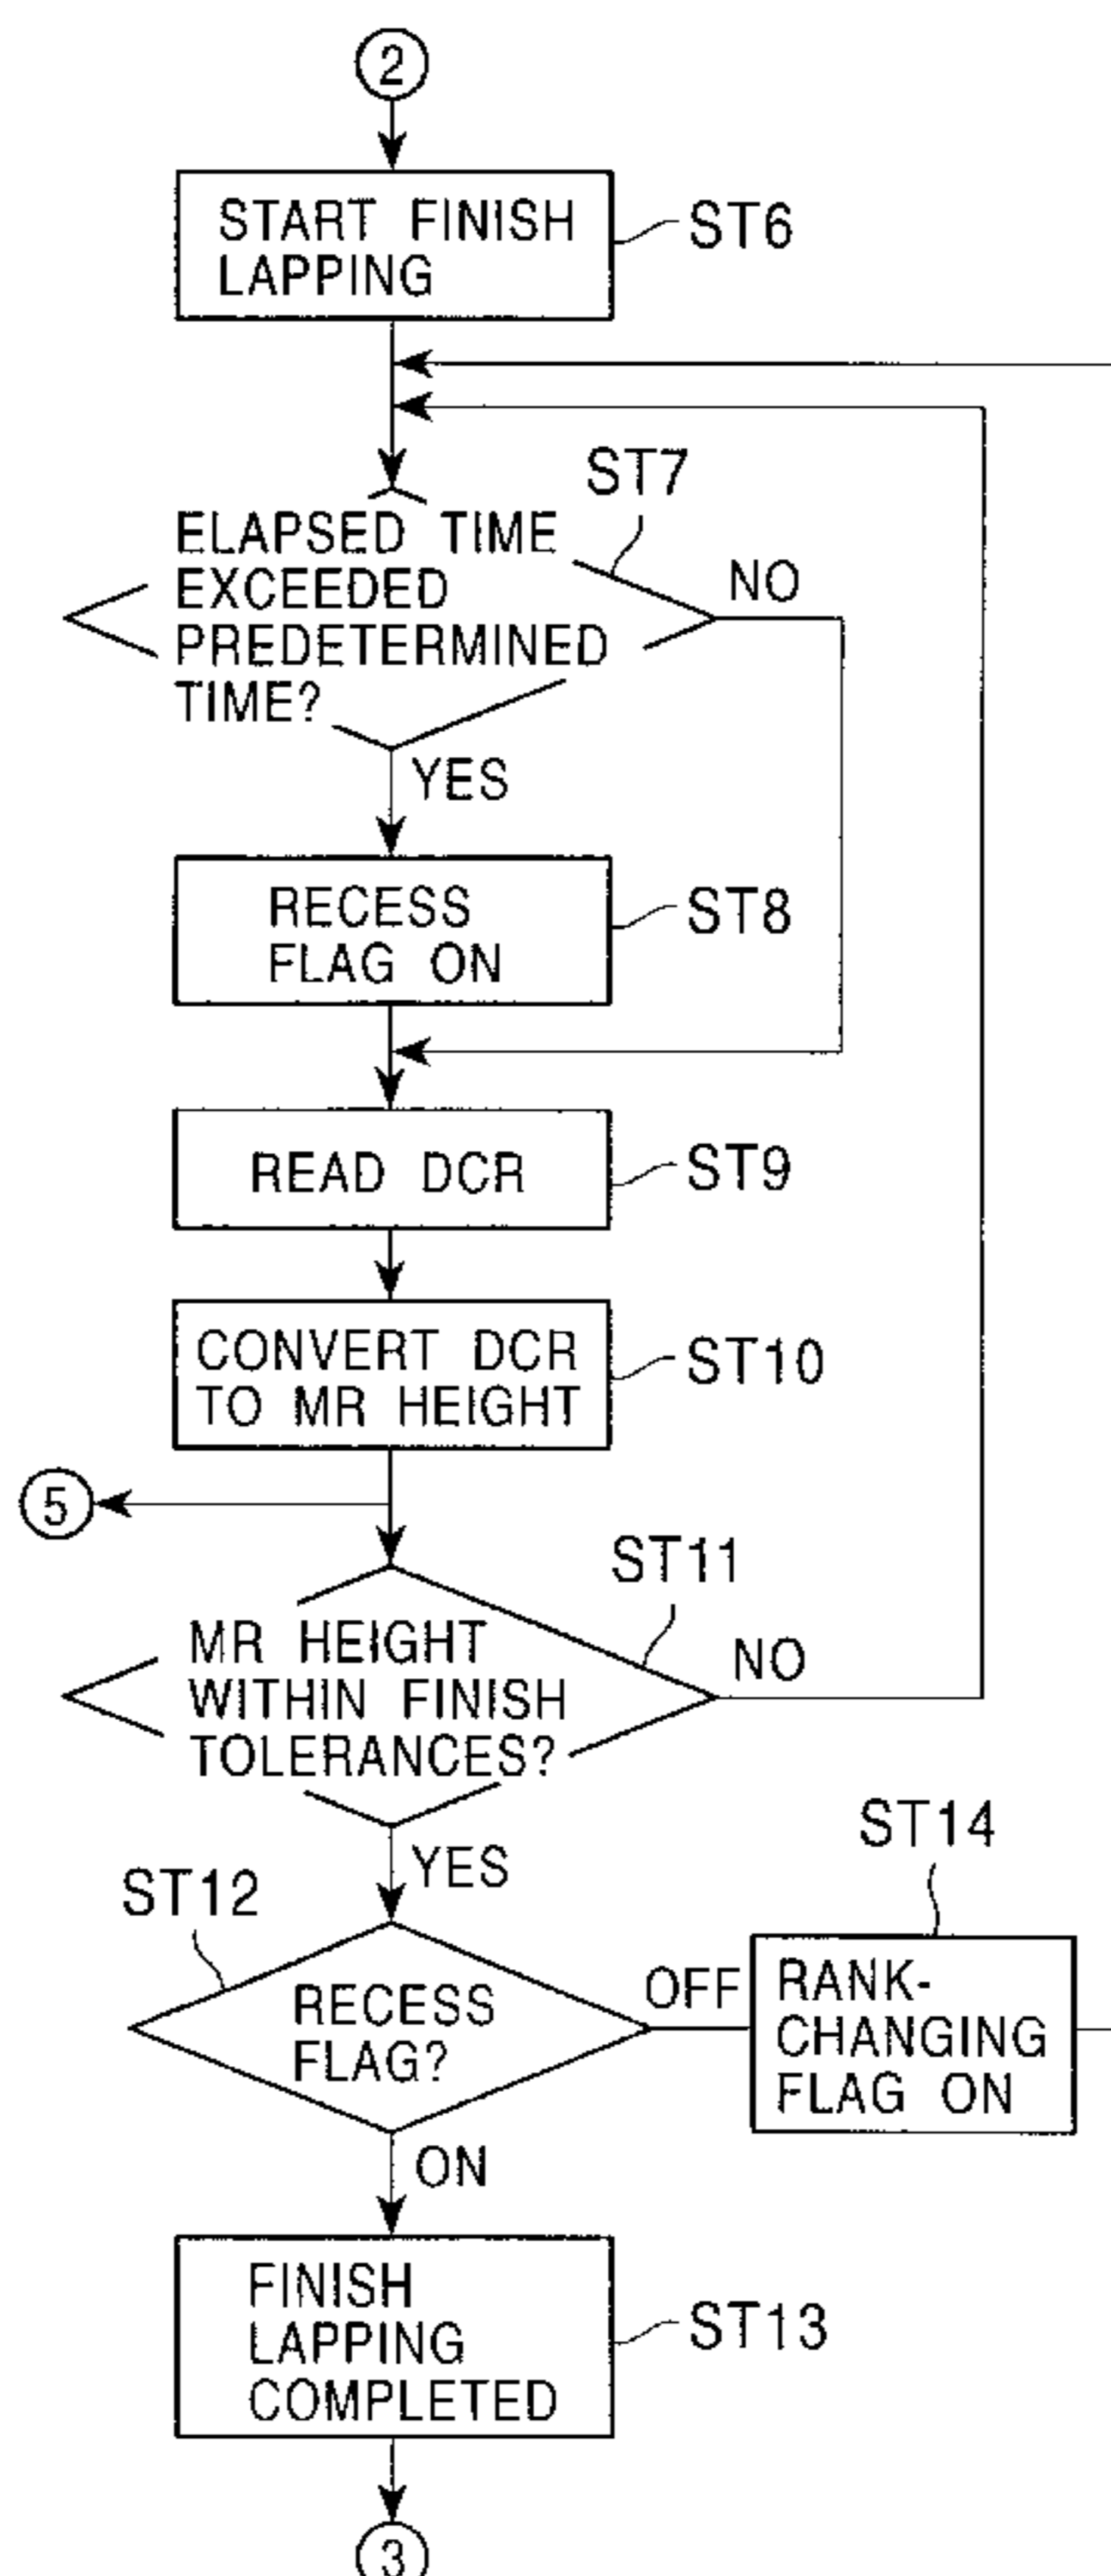 2
START FINISH
LAPPING
ST6
ST7
ELAPSED TIME
EXCEEDED
PREDETERMINED
TIME?
NO
YES
RECESS
FLAG ON
ST8
READ DCR
ST9
CONVERT DCR
TO MR HEIGHT
ST10
5
ST11
MR HEIGHT
WITHIN FINISH
TOLERANCES?
NO
YES
ST12
RECESS
FLAG?
OFF
ST14
RANK-
CHANGING
FLAG ON
ON
FINISH
LAPPING
COMPLETED
ST13
3